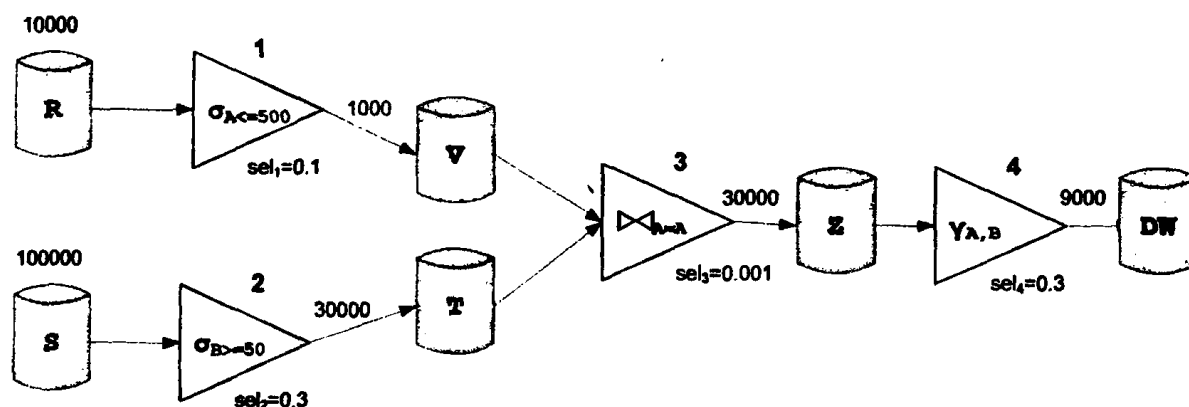 10000
R
1
σA<=500
sel1=0.1
1000
V
100000
S
2
σB>=50
sel2=0.3
30000
T
3
⋈A=A
sel3=0.001
30000
Z
4
γA,B
sel4=0.3
9000
DW